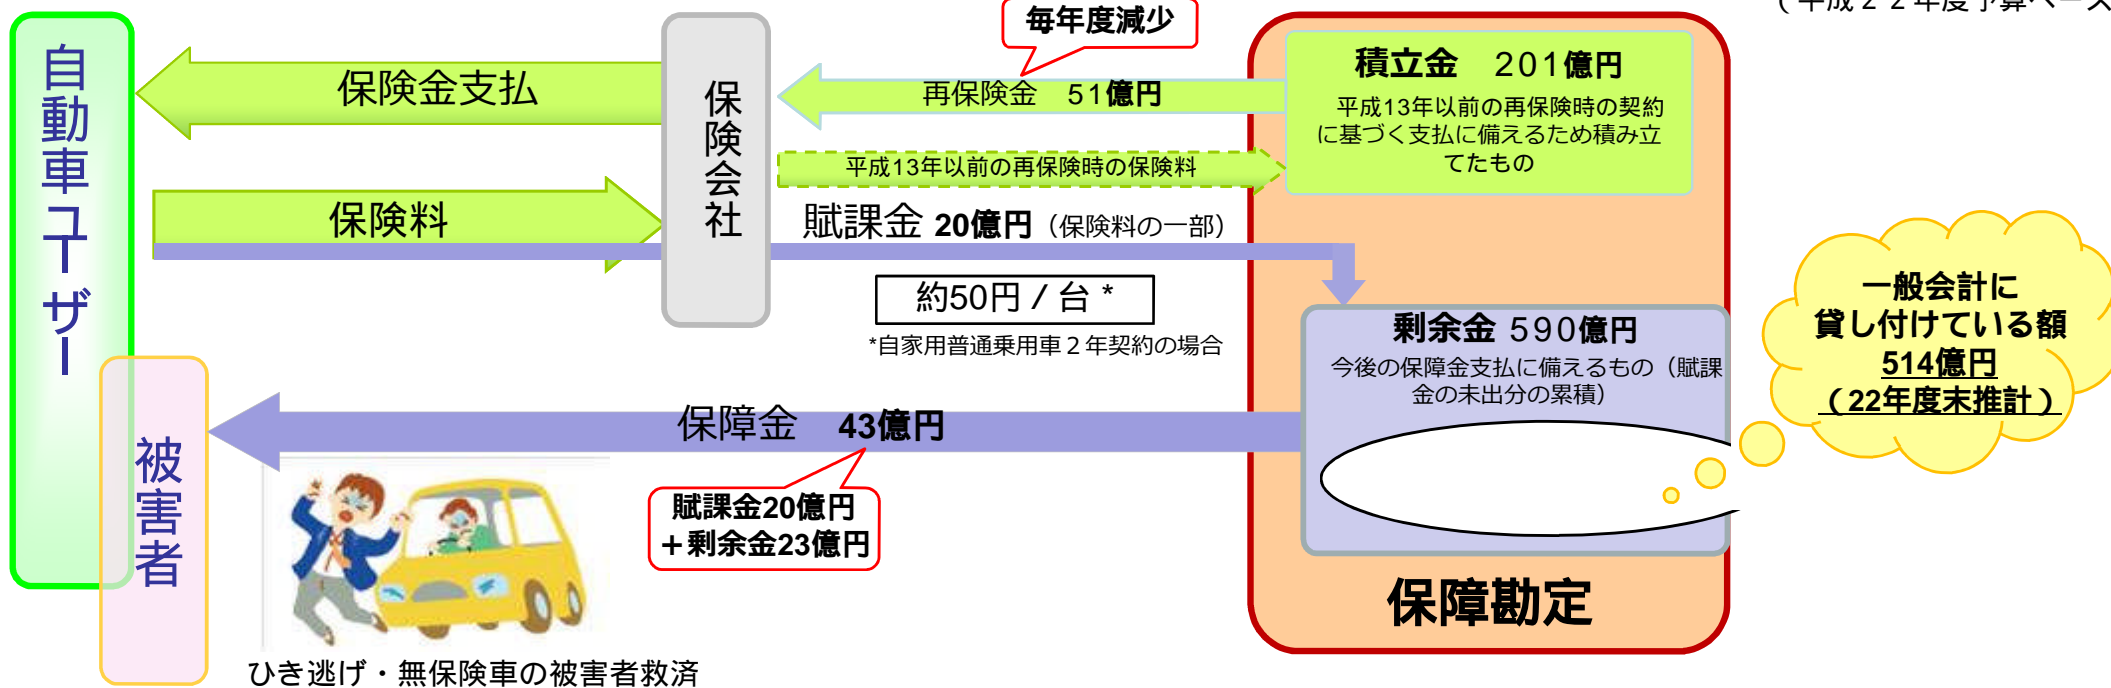 （平成２２年度予算ベース
毎年度減少
自動車ユーザー
保険金支払
保険会社
再保険金　51億円
積立金　201億円
平成13年以前の再保険時の契約
に基づく支払に備えるため積み立
てたもの
平成13年以前の再保険時の保険料
保険料
賦課金 20億円（保険料の一部）
約50円 / 台 *
*自家用普通乗用車２年契約の場合
剰余金 590億円
今後の保障金支払に備えるもの（賦課
金の未出分の累積）
一般会計に
貸し付けている額
514億円
（22年度末推計）
保障金　43億円
被害者
賦課金20億円
＋剰余金23億円
保障勘定
ひき逃げ・無保険車の被害者救済